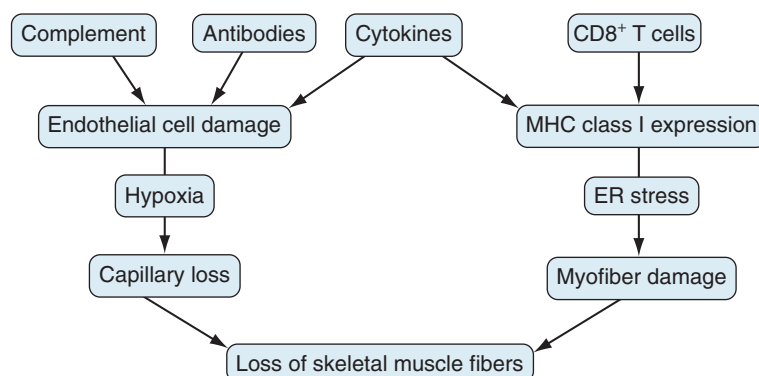 Complement
Antibodies
Cytokines
CD8⁺ T cells
Endothelial cell damage
MHC class I expression
Hypoxia
ER stress
Capillary loss
Myofiber damage
Loss of skeletal muscle fibers